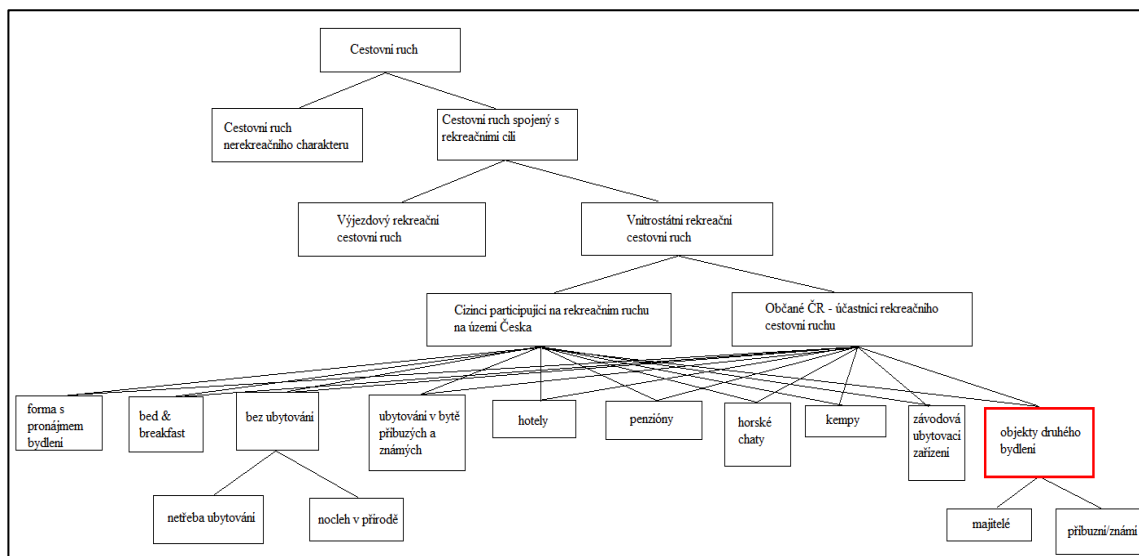 Cestovní ruch
Cestovní ruch
nerekreačního charakteru
Cestovní ruch spojený s
rekreačními cíli
Výjezdový rekreační
cestovní ruch
Vnitrostátní rekreační
cestovní ruch
Cizinci participující na rekreačním ruchu
na území Česka
Občané ČR - účastníci rekreačního
cestovní ruchu
forma s
pronájmem
bydlení
bed &
breakfast
bez ubytování
ubytování v bytě
příbuzých a
známých
hotely
penzióny
horské
chaty
kempy
závodová
ubytovací
zařízení
objekty druhého
bydlení
netřeba ubytování
nocleh v přírodě
majitelé
příbuzní/známí